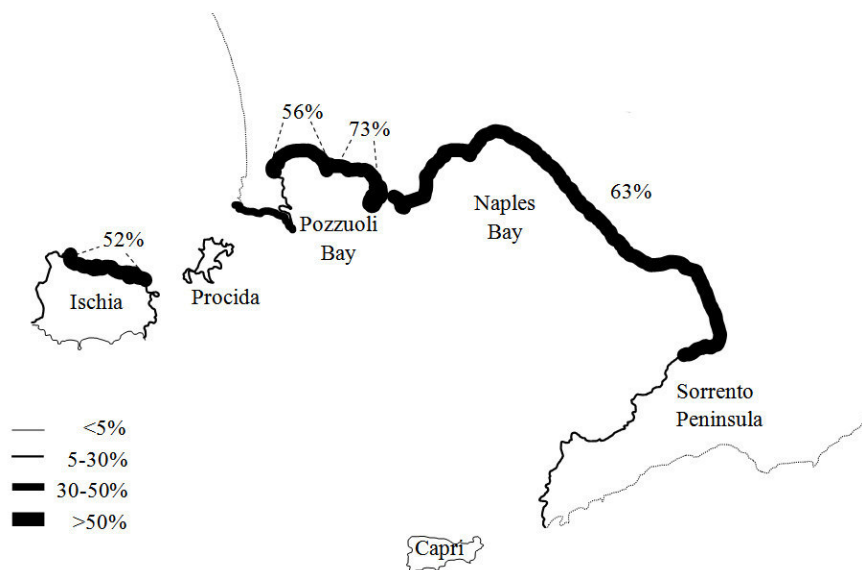 56%
73%
63%
Naples
Bay
Pozzuoli
Bay
52%
Ischia
Procida
Sorrento
Peninsula
<5%
5-30%
30-50%
>50%
Capri